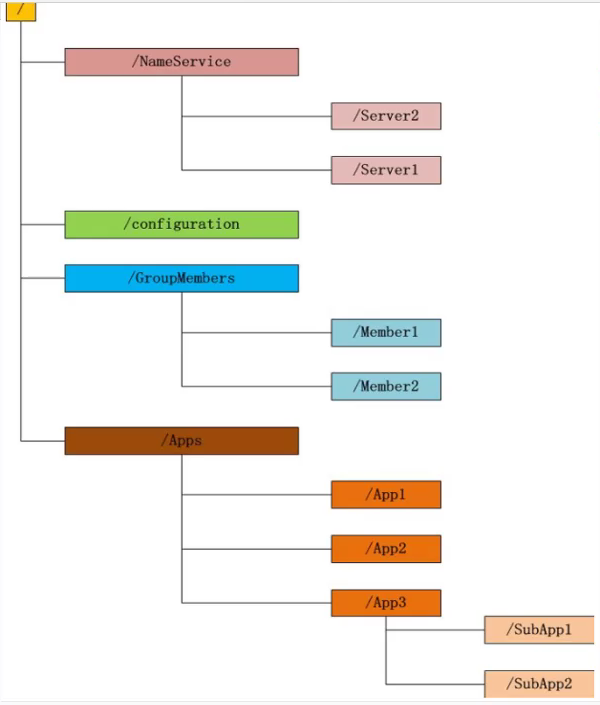 /
/NameService
/Server2
/Server1
/configuration
/GroupMembers
/Member1
/Member2
/Apps
/App1
/App2
/App3
/SubApp1
/SubApp2